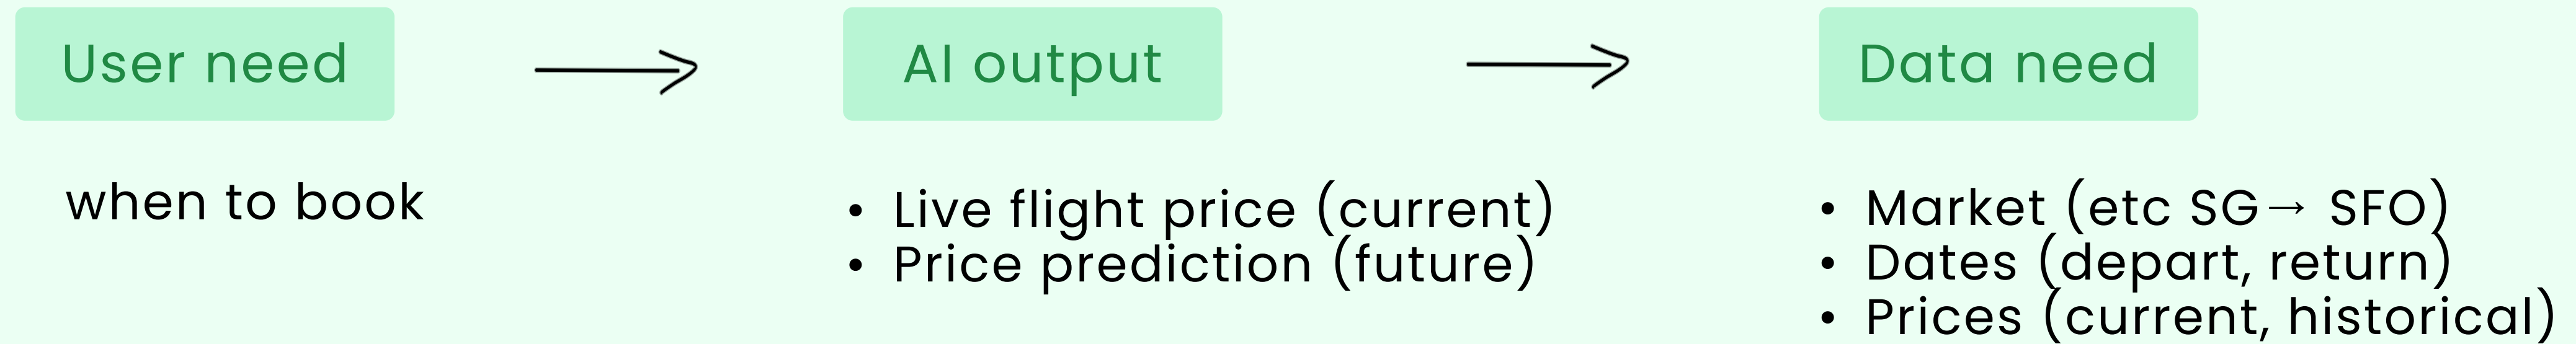 User need
AI output
Data need
when to book
• Live flight price (current)
• Price prediction (future)
• Market (etc SG→ SFO)
• Dates (depart, return)
• Prices (current, historical)